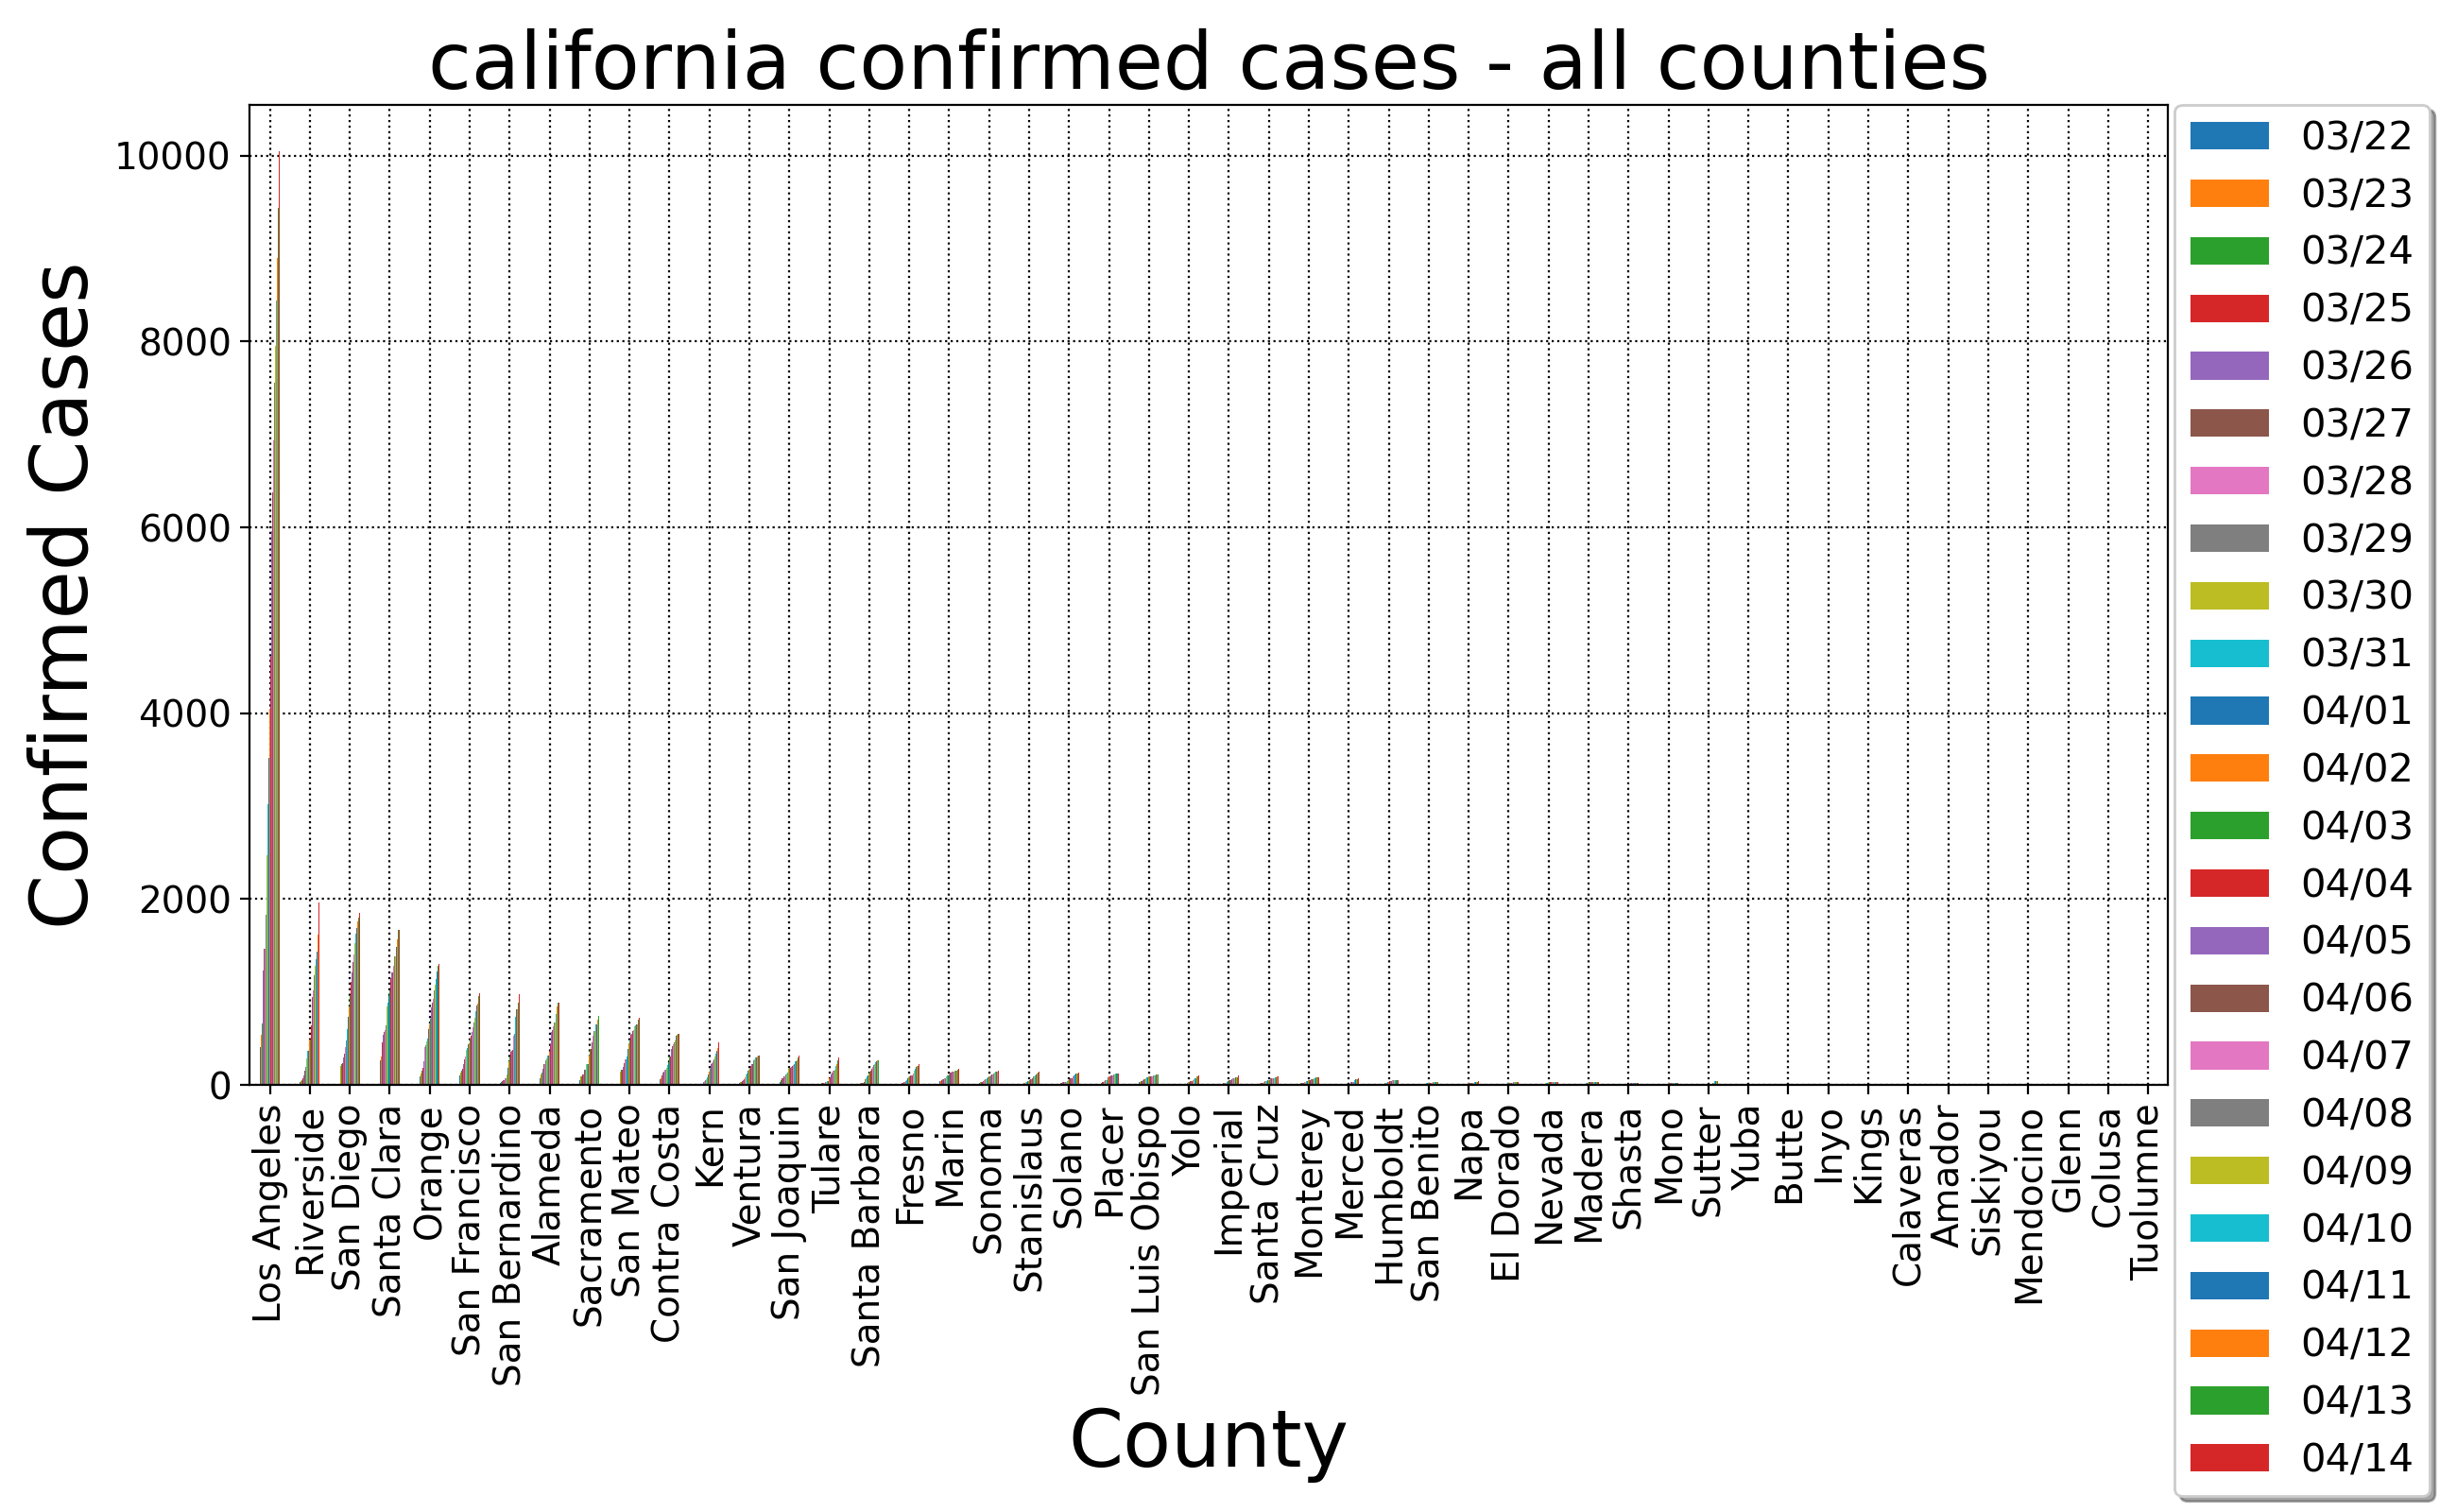 california confirmed cases - all counties
Confirmed Cases
10000
8000
6000
4000
2000
0
Los Angeles
Riverside
San Diego
Santa Clara
Orange
San Francisco
San Bernardino
Alameda
Sacramento
San Mateo
Contra Costa
Kern
Ventura
San Joaquin
Tulare
Santa Barbara
Fresno
Marin
Sonoma
Stanislaus
Solano
Placer
San Luis Obispo
Yolo
Imperial
Santa Cruz
Monterey
Merced
Humboldt
San Benito
Napa
El Dorado
Nevada
Madera
Shasta
Mono
Sutter
Yuba
Butte
Inyo
Kings
Calaveras
Amador
Siskiyou
Mendocino
Glenn
Colusa
Tuolumne
County
03/22
03/23
03/24
03/25
03/26
03/27
03/28
03/29
03/30
03/31
04/01
04/02
04/03
04/04
04/05
04/06
04/07
04/08
04/09
04/10
04/11
04/12
04/13
04/14